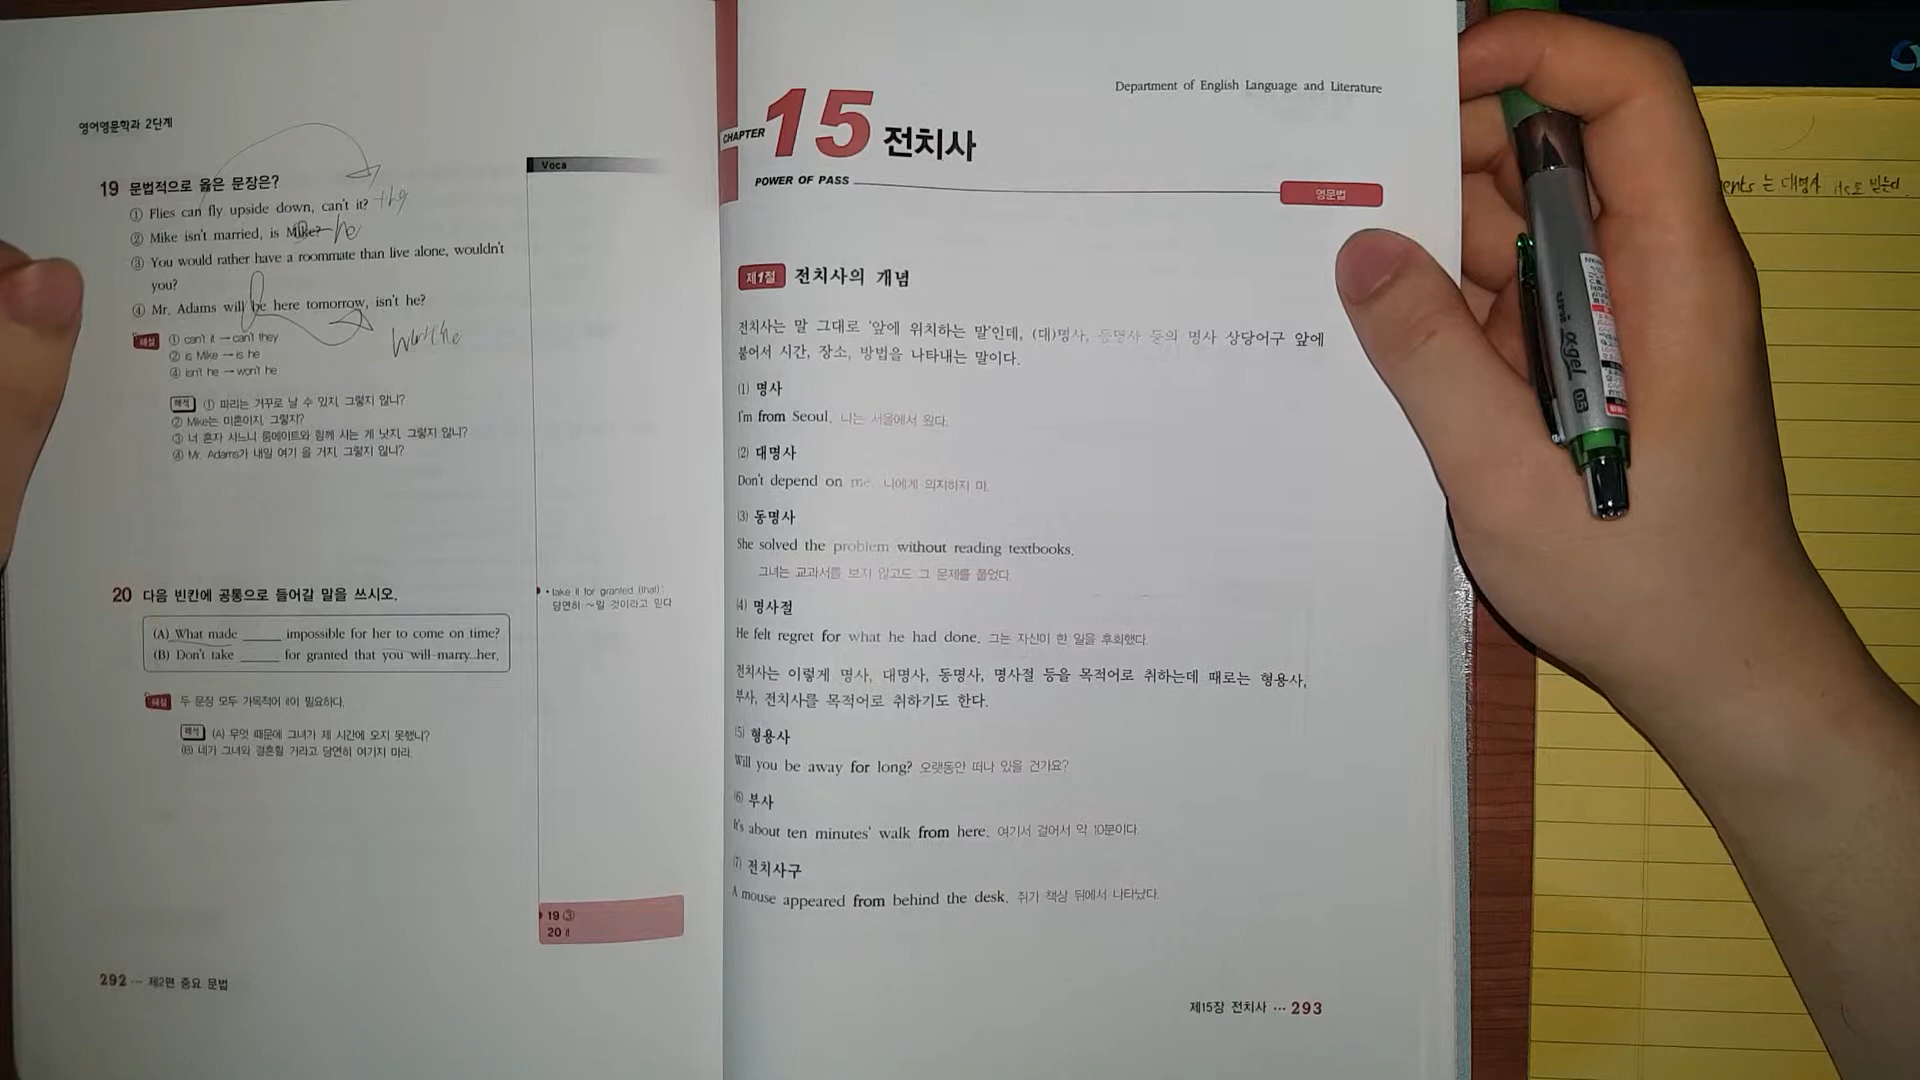 영어영문학과 2단계
19 문법적으로 옳은 문장은?
① Flies can fly upside down, can't it?
② Mike isn't married, is Mike? he
③ You would rather have a roommate than live alone, wouldn't
you?
④ Mr. Adams will be here tomorrow, isn't he?
해설 ① can't it → can't they
② is Mike → is he
④ isn't he → won't he
해석 ① 파리는 거꾸로 날 수 있지, 그렇지 않니?
② Mike는 미혼이지, 그렇지?
③ 너 혼자 사느니 룸메이트와 함께 사는 게 낫지, 그렇지 않니?
④ Mr. Adams가 내일 여기 올 거지, 그렇지 않니?
20 다음 빈칸에 공통으로 들어갈 말을 쓰시오.
(A) What made ______ impossible for her to come on time?
(B) Don't take ______ for granted that you will marry her.
해설 두 문장 모두 가목적어 it이 필요하다.
해석 (A) 무엇 때문에 그녀가 제 시간에 오지 못했니?
(B) 네가 그녀와 결혼할 거라고 당연히 여기지 마라.
Voca
• take it for granted (that) :
당연히 ~일 것이라고 믿다
19 ③
20 it
292 … 제2편 중요 문법
Department of English Language and Literature
CHAPTER 15 전치사
POWER OF PASS
영문법
제1절 전치사의 개념
전치사는 말 그대로 '앞에 위치하는 말'인데, (대)명사, 동명사 등의 명사 상당어구 앞에
붙어서 시간, 장소, 방법을 나타내는 말이다.
(1) 명사
I'm from Seoul. 나는 서울에서 왔다.
(2) 대명사
Don't depend on me. 나에게 의지하지 마.
(3) 동명사
She solved the problem without reading textbooks.
그녀는 교과서를 보지 않고도 그 문제를 풀었다.
(4) 명사절
He felt regret for what he had done. 그는 자신이 한 일을 후회했다.
전치사는 이렇게 명사, 대명사, 동명사, 명사절 등을 목적어로 취하는데 때로는 형용사,
부사, 전치사를 목적어로 취하기도 한다.
(5) 형용사
Will you be away for long? 오랫동안 떠나 있을 건가요?
(6) 부사
It's about ten minutes' walk from here. 여기서 걸어서 약 10분이다.
(7) 전치사구
A mouse appeared from behind the desk. 쥐가 책상 뒤에서 나타났다.
제15장 전치사 … 293
uni α·gel 0.5
ents 는 대명사